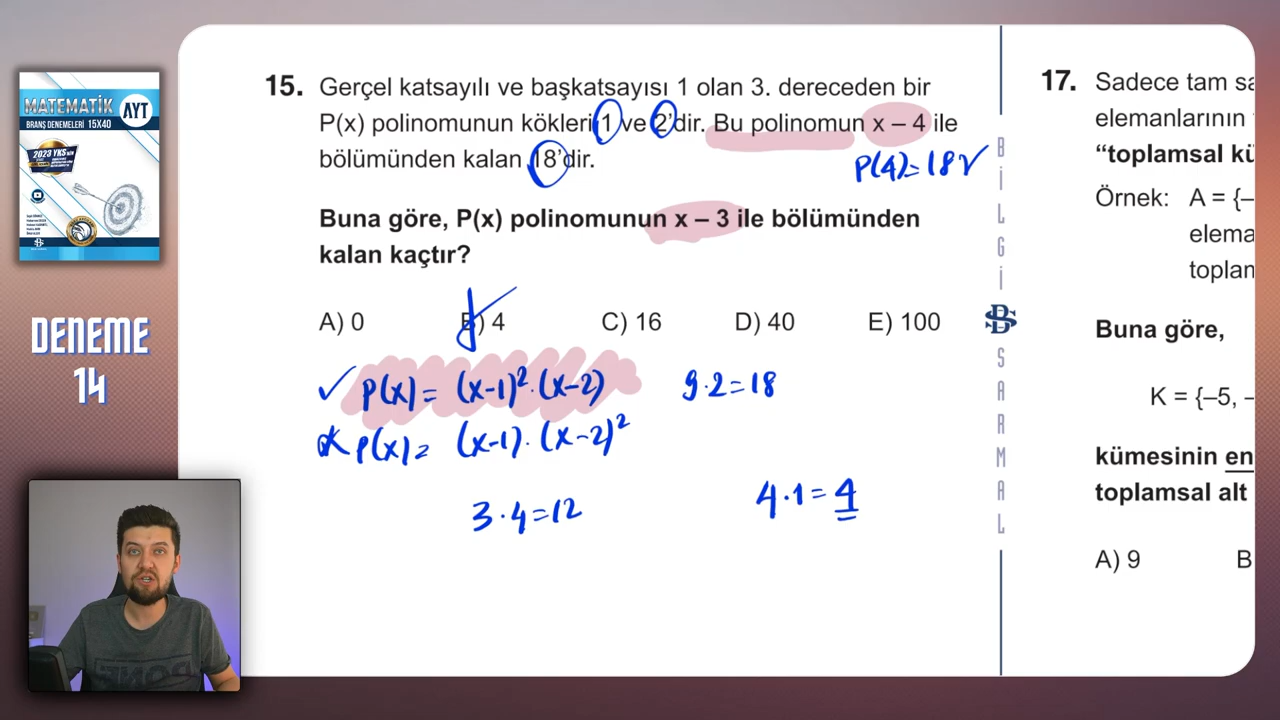 MATEMATİK AYT
BRANŞ DENEMELERİ 15X40
2023 YKS'NİN
DENEME
14
15. Gerçel katsayılı ve başkatsayısı 1 olan 3. dereceden bir
P(x) polinomunun kökleri 1 ve 2'dir. Bu polinomun x – 4 ile
bölümünden kalan 18'dir.
P(4)=18✓
Buna göre, P(x) polinomunun x – 3 ile bölümünden
kalan kaçtır?
A) 0 B) 4 C) 16 D) 40 E) 100
✓ P(x) = (x-1)²·(x-2) 9·2=18
P(x) = (x-1)·(x-2)²
3·4=12 4·1=4
BİLGİ
SARMAL
17. Sadece tam sa
elemanlarının
“toplamsal kü
Örnek: A = {–
elema
toplan
Buna göre,
K = {–5, –
kümesinin en
toplamsal alt
A) 9 B